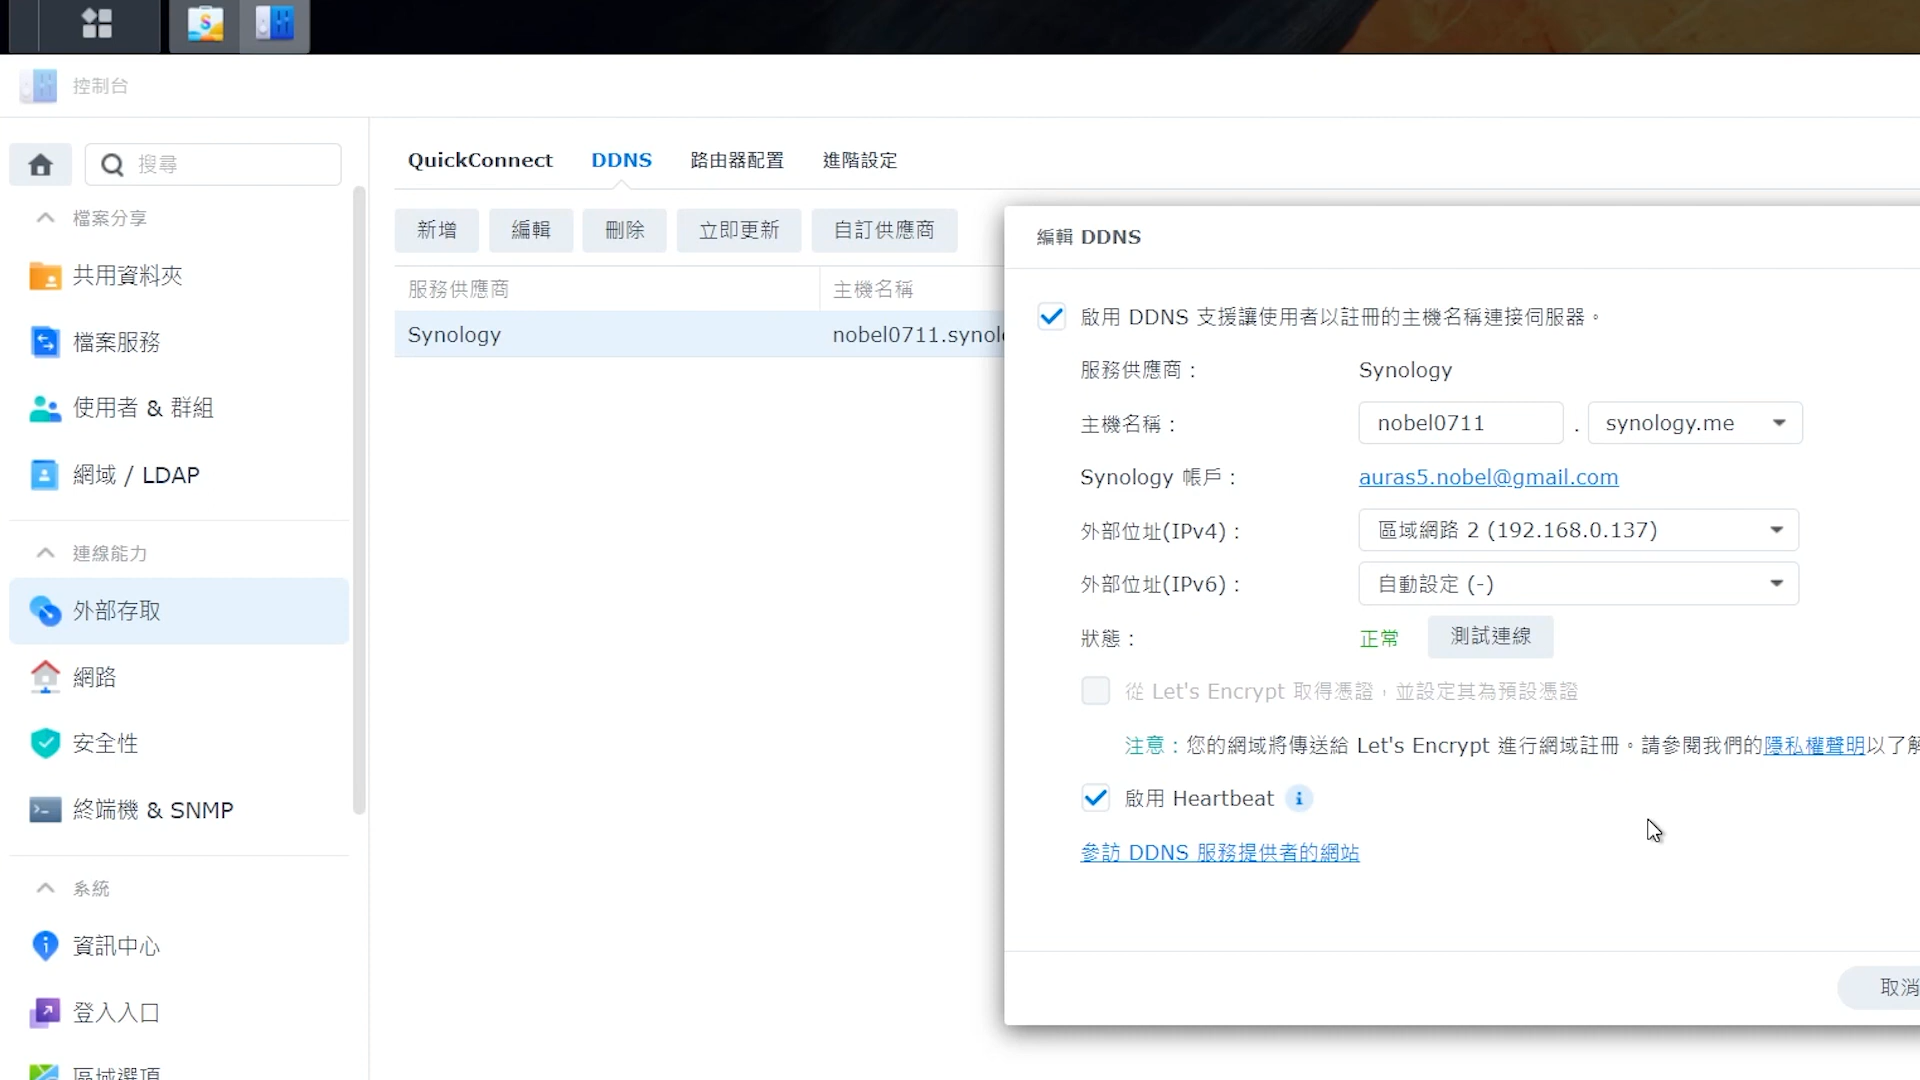 控制台
搜尋
檔案分享
共用資料夾
檔案服務
使用者 & 群組
網域 / LDAP
連線能力
外部存取
網路
安全性
終端機 & SNMP
系統
資訊中心
登入入口
區域選項
QuickConnect DDNS 路由器配置 進階設定
新增 編輯 刪除 立即更新 自訂供應商
服務供應商 主機名稱
Synology nobel0711.synolo
編輯 DDNS
啟用 DDNS 支援讓使用者以註冊的主機名稱連接伺服器。
服務供應商: Synology
主機名稱: nobel0711 . synology.me
Synology 帳戶: auras5.nobel@gmail.com
外部位址(IPv4): 區域網路 2 (192.168.0.137)
外部位址(IPv6): 自動設定 (-)
狀態: 正常 測試連線
從 Let's Encrypt 取得憑證，並設定其為預設憑證
注意:您的網域將傳送給 Let's Encrypt 進行網域註冊。請參閱我們的隱私權聲明以了解
啟用 Heartbeat
參訪 DDNS 服務提供者的網站
取消